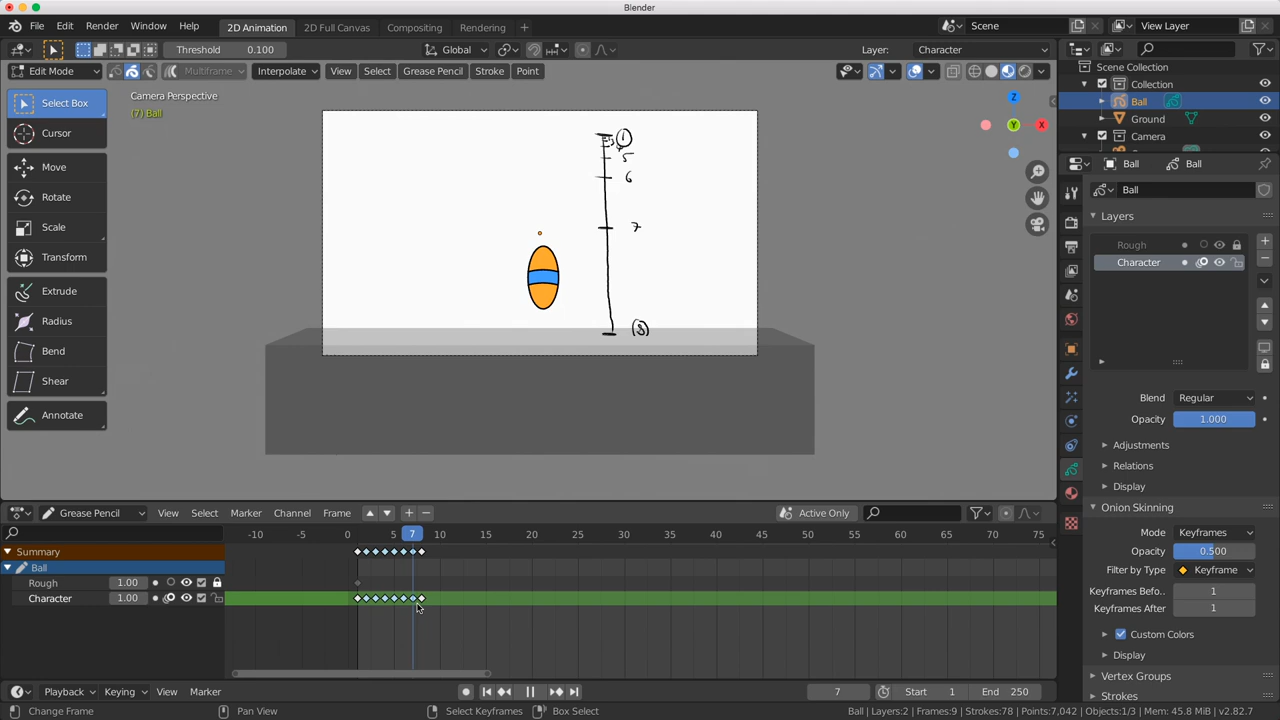 Blender
File Edit Render Window Help 2D Animation 2D Full Canvas Compositing Rendering + Scene View Layer
Threshold 0.100 Global Layer: Character
Edit Mode Multiframe Interpolate View Select Grease Pencil Stroke Point
Select Box
Cursor
Move
Rotate
Scale
Transform
Extrude
Radius
Bend
Shear
Annotate
Camera Perspective
(7) Ball
Z
X
Y
1
5
6
7
Scene Collection
Collection
Ball
Ground
Camera
Ball Ball
Ball
Layers
Rough
Character
Blend Regular
Opacity 1.000
Adjustments
Relations
Display
Onion Skinning
Mode Keyframes
Opacity 0.500
Filter by Type Keyframe
Keyframes Befo.. 1
Keyframes After 1
Custom Colors
Display
Vertex Groups
Strokes
Grease Pencil View Select Marker Channel Frame + − Active Only
-10 0 5 7 10 15 20 25 30 35 40 45 50 55 60 65 70 75
Summary
Ball
Rough 1.00
Character 1.00
Playback Keying View Marker 7 Start 1 End 250
Change Frame Pan View Select Keyframes Box Select Ball | Layers:2 | Frames:9 | Strokes:78 | Points:7,042 | Objects:1/3 | Mem: 45.8 MiB | v2.82.7